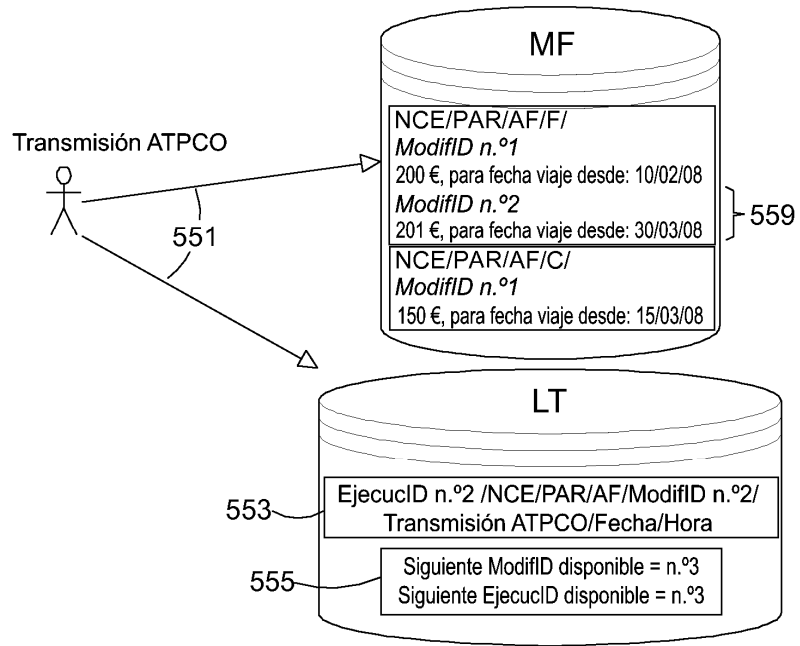 MF
NCE/PAR/AF/F/
ModifID n.º1
200 €, para fecha viaje desde: 10/02/08
ModifID n.º2
201 €, para fecha viaje desde: 30/03/08
559
NCE/PAR/AF/C/
ModifID n.º1
150 €, para fecha viaje desde: 15/03/08
Transmisión ATPCO
551
LT
553
EjecucID n.º2 /NCE/PAR/AF/ModifID n.º2/
Transmisión ATPCO/Fecha/Hora
555
Siguiente ModifID disponible = n.º3
Siguiente EjecucID disponible = n.º3